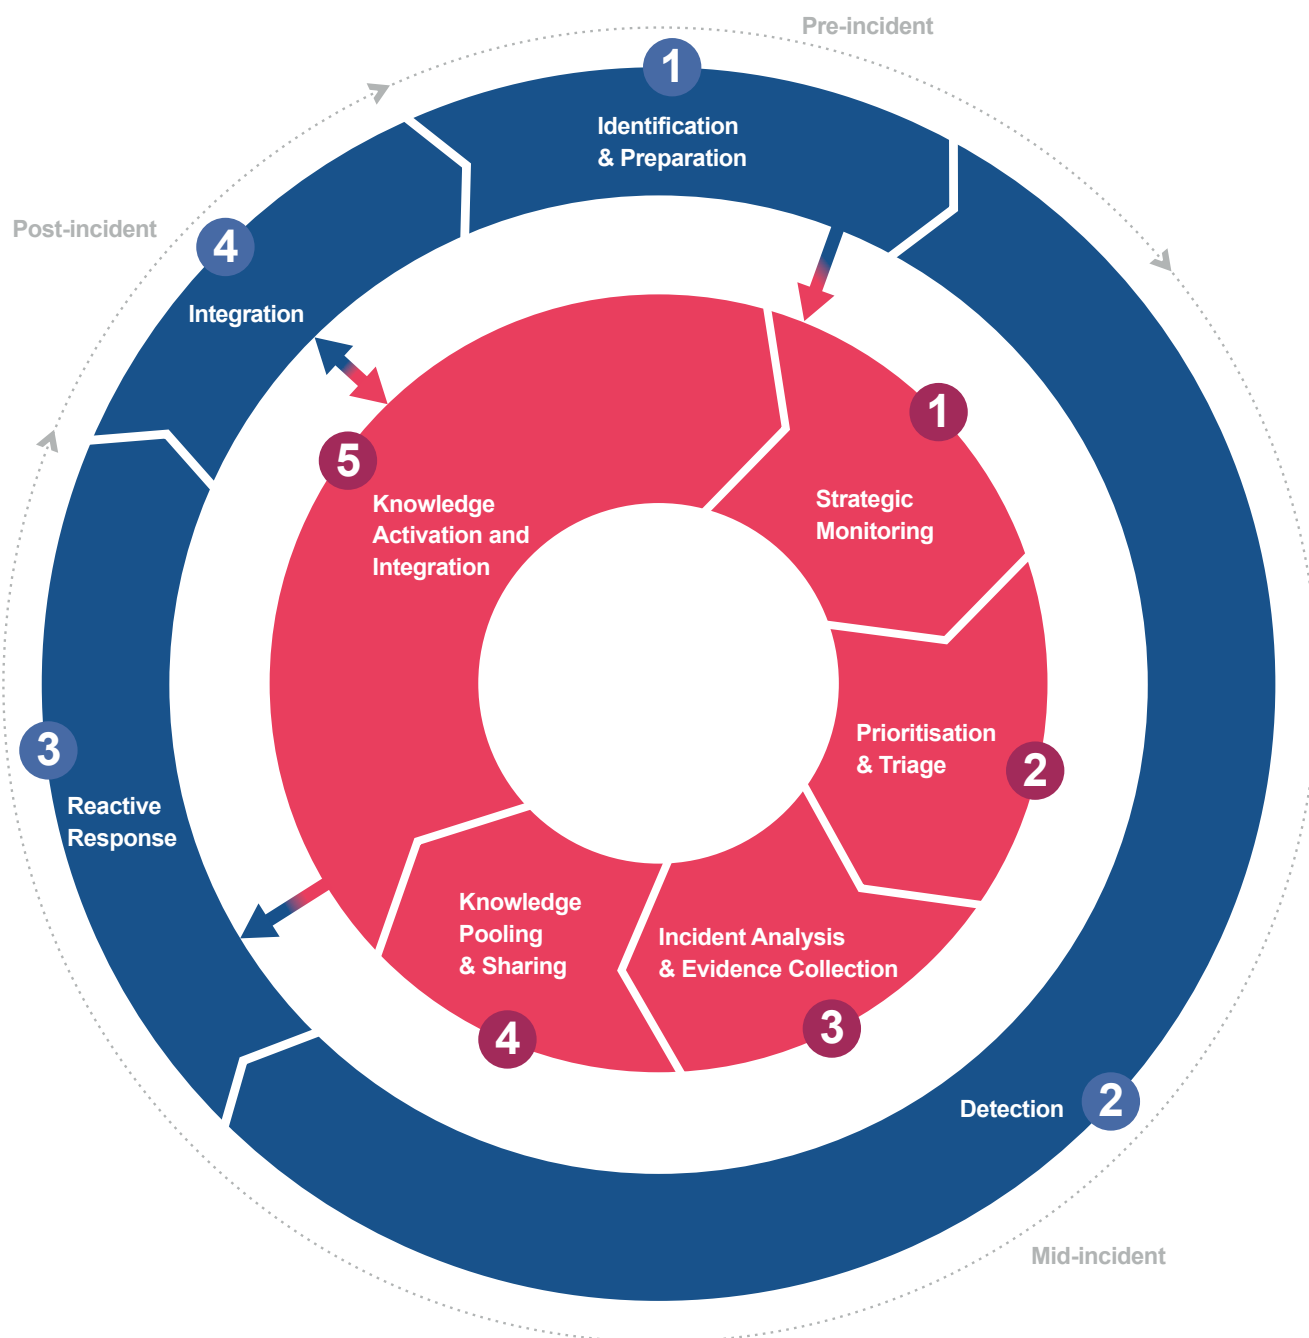 Pre-incident
1
Identification
& Preparation
Post-incident
4
Integration
1
Strategic
Monitoring
5
Knowledge
Activation and
Integration
Prioritisation
& Triage
2
3
Reactive
Response
Knowledge
Pooling
& Sharing
4
Incident Analysis
& Evidence Collection
3
Detection
2
Mid-incident